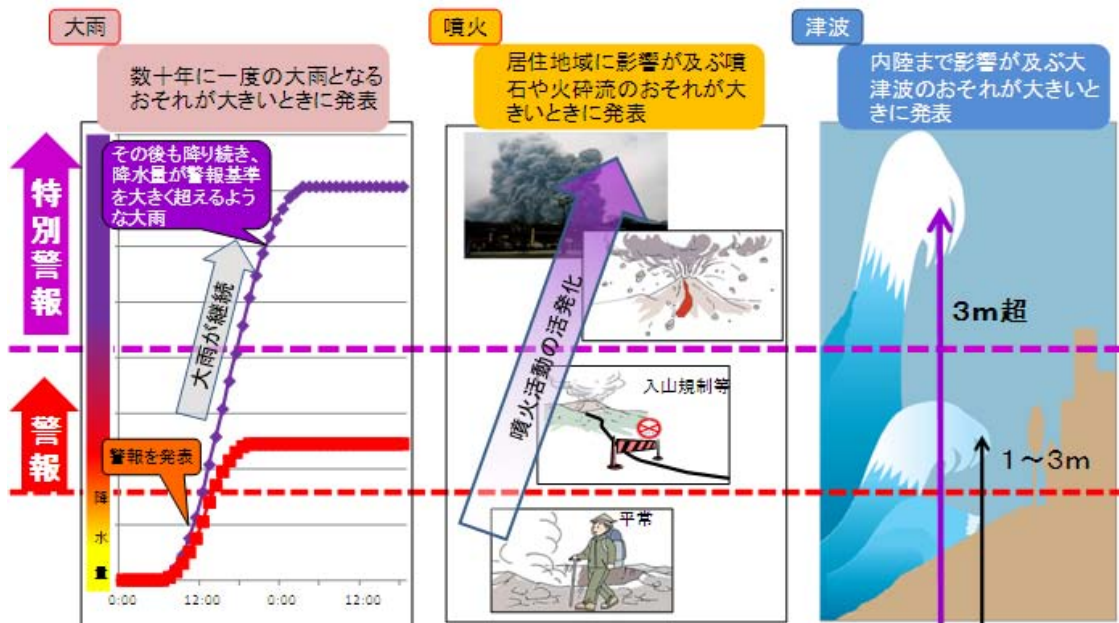 大雨
数十年に一度の大雨となる
おそれが大きいときに発表
噴火
居住地域に影響が及ぶ噴
石や火砕流のおそれが大
きいときに発表
津波
内陸まで影響が及ぶ大
津波のおそれが大きいと
きに発表
特別警報
警報
その後も降り続き、
降水量が警報基準
を大きく超えるよう
な大雨
大雨が継続
警報を発表
降水量
0:00 12:00 0:00 12:00
噴火活動の活発化
入山規制等
平常
3m超
1～3m